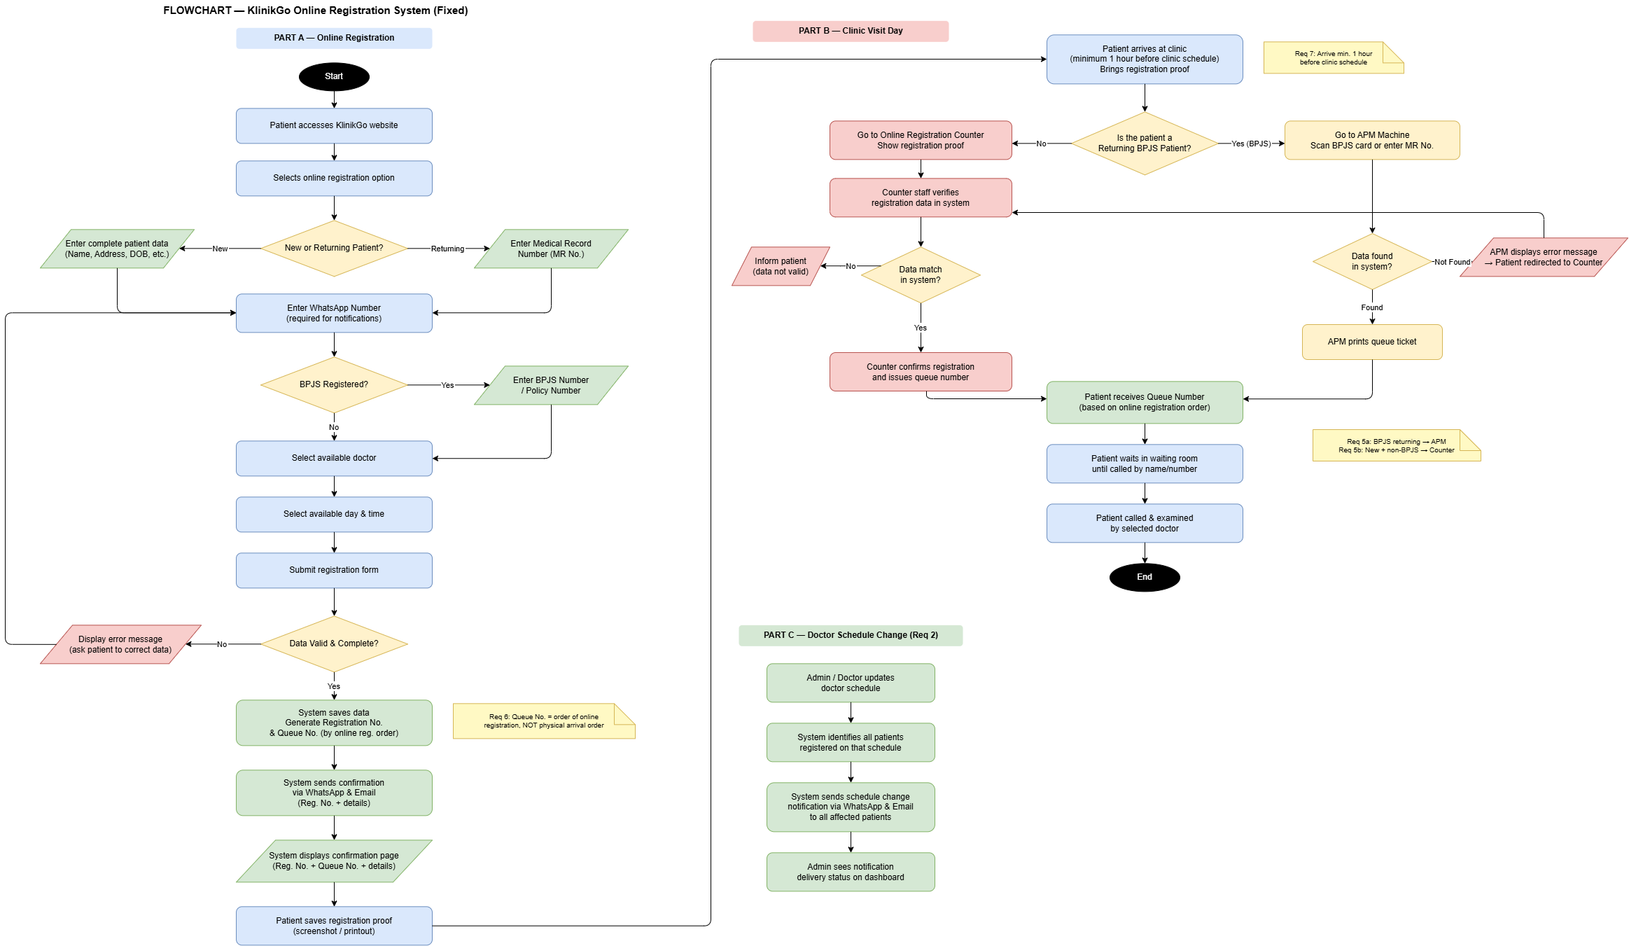 FLOWCHART — KlinikGo Online Registration System (Fixed)
PART A — Online Registration
Start
Patient accesses KlinikGo website
Selects online registration option
New or Returning Patient?
New
Returning
Enter complete patient data
(Name, Address, DOB, etc.)
Enter Medical Record
Number (MR No.)
Enter WhatsApp Number
(required for notifications)
BPJS Registered?
Yes
Enter BPJS Number
/ Policy Number
No
Select available doctor
Select available day & time
Submit registration form
Data Valid & Complete?
No
Display error message
(ask patient to correct data)
Yes
System saves data
Generate Registration No.
& Queue No. (by online reg. order)
Req 6: Queue No. = order of online
registration, NOT physical arrival order
System sends confirmation
via WhatsApp & Email
(Reg. No. + details)
System displays confirmation page
(Reg. No. + Queue No. + details)
Patient saves registration proof
(screenshot / printout)
PART B — Clinic Visit Day
Patient arrives at clinic
(minimum 1 hour before clinic schedule)
Brings registration proof
Req 7: Arrive min. 1 hour
before clinic schedule
Is the patient a
Returning BPJS Patient?
No
Yes (BPJS)
Go to Online Registration Counter
Show registration proof
Go to APM Machine
Scan BPJS card or enter MR No.
Counter staff verifies
registration data in system
Data match
in system?
No
Inform patient
(data not valid)
Yes
Data found
in system?
Not Found
APM displays error message
→ Patient redirected to Counter
Found
APM prints queue ticket
Counter confirms registration
and issues queue number
Patient receives Queue Number
(based on online registration order)
Req 5a: BPJS returning → APM
Req 5b: New + non-BPJS → Counter
Patient waits in waiting room
until called by name/number
Patient called & examined
by selected doctor
End
PART C — Doctor Schedule Change (Req 2)
Admin / Doctor updates
doctor schedule
System identifies all patients
registered on that schedule
System sends schedule change
notification via WhatsApp & Email
to all affected patients
Admin sees notification
delivery status on dashboard